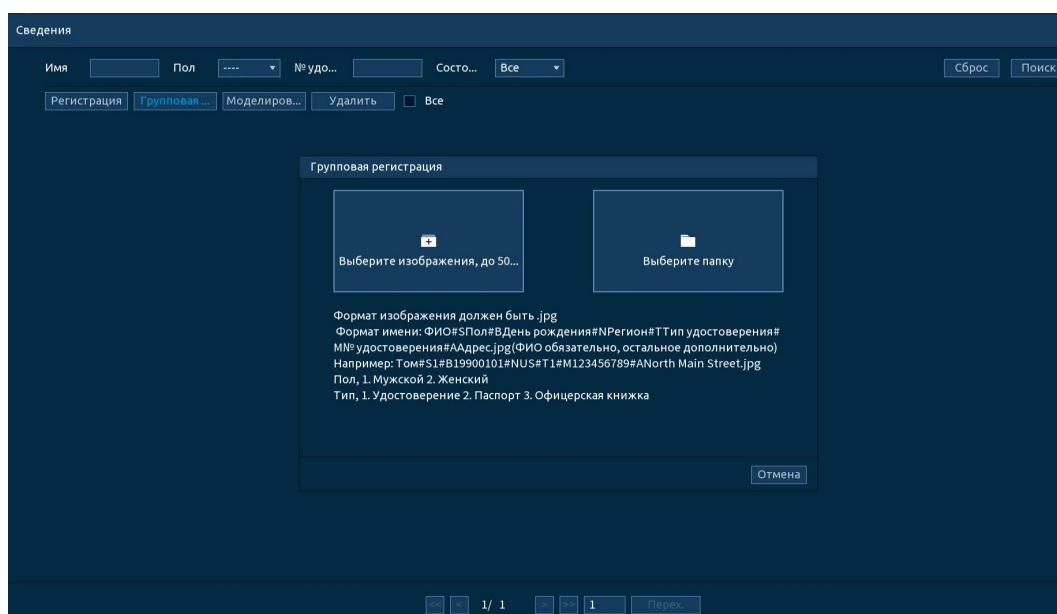 Сведения
Имя Пол ---- № удо... Состо... Все Сброс Поиск
Регистрация Групповая ... Моделиров... Удалить Все
Групповая регистрация
Выберите изображения, до 50... Выберите папку
Формат изображения должен быть .jpg
Формат имени: ФИО#SПол#BДень рождения#NРегион#TТип удостоверения#
M№ удостоверения#AАдрес.jpg(ФИО обязательно, остальное дополнительно)
Например: Том#S1#B19900101#NUS#T1#M123456789#ANorth Main Street.jpg
Пол, 1. Мужской 2. Женский
Тип, 1. Удостоверение 2. Паспорт 3. Офицерская книжка
Отмена
<< < 1/ 1 > >> 1 Перех.